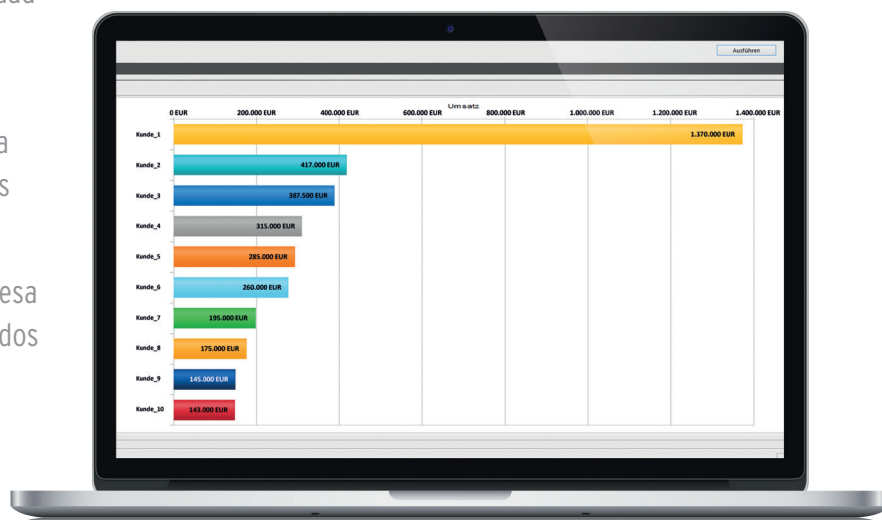 Ausführen
Umsatz
0 EUR 200.000 EUR 400.000 EUR 600.000 EUR 800.000 EUR 1.000.000 EUR 1.200.000 EUR 1.400.000 EUR
Kunde_1 1.370.000 EUR
Kunde_2 417.000 EUR
Kunde_3 387.500 EUR
Kunde_4 315.000 EUR
Kunde_5 285.000 EUR
Kunde_6 260.000 EUR
Kunde_7 195.000 EUR
Kunde_8 175.000 EUR
Kunde_9 145.000 EUR
Kunde_10 143.000 EUR